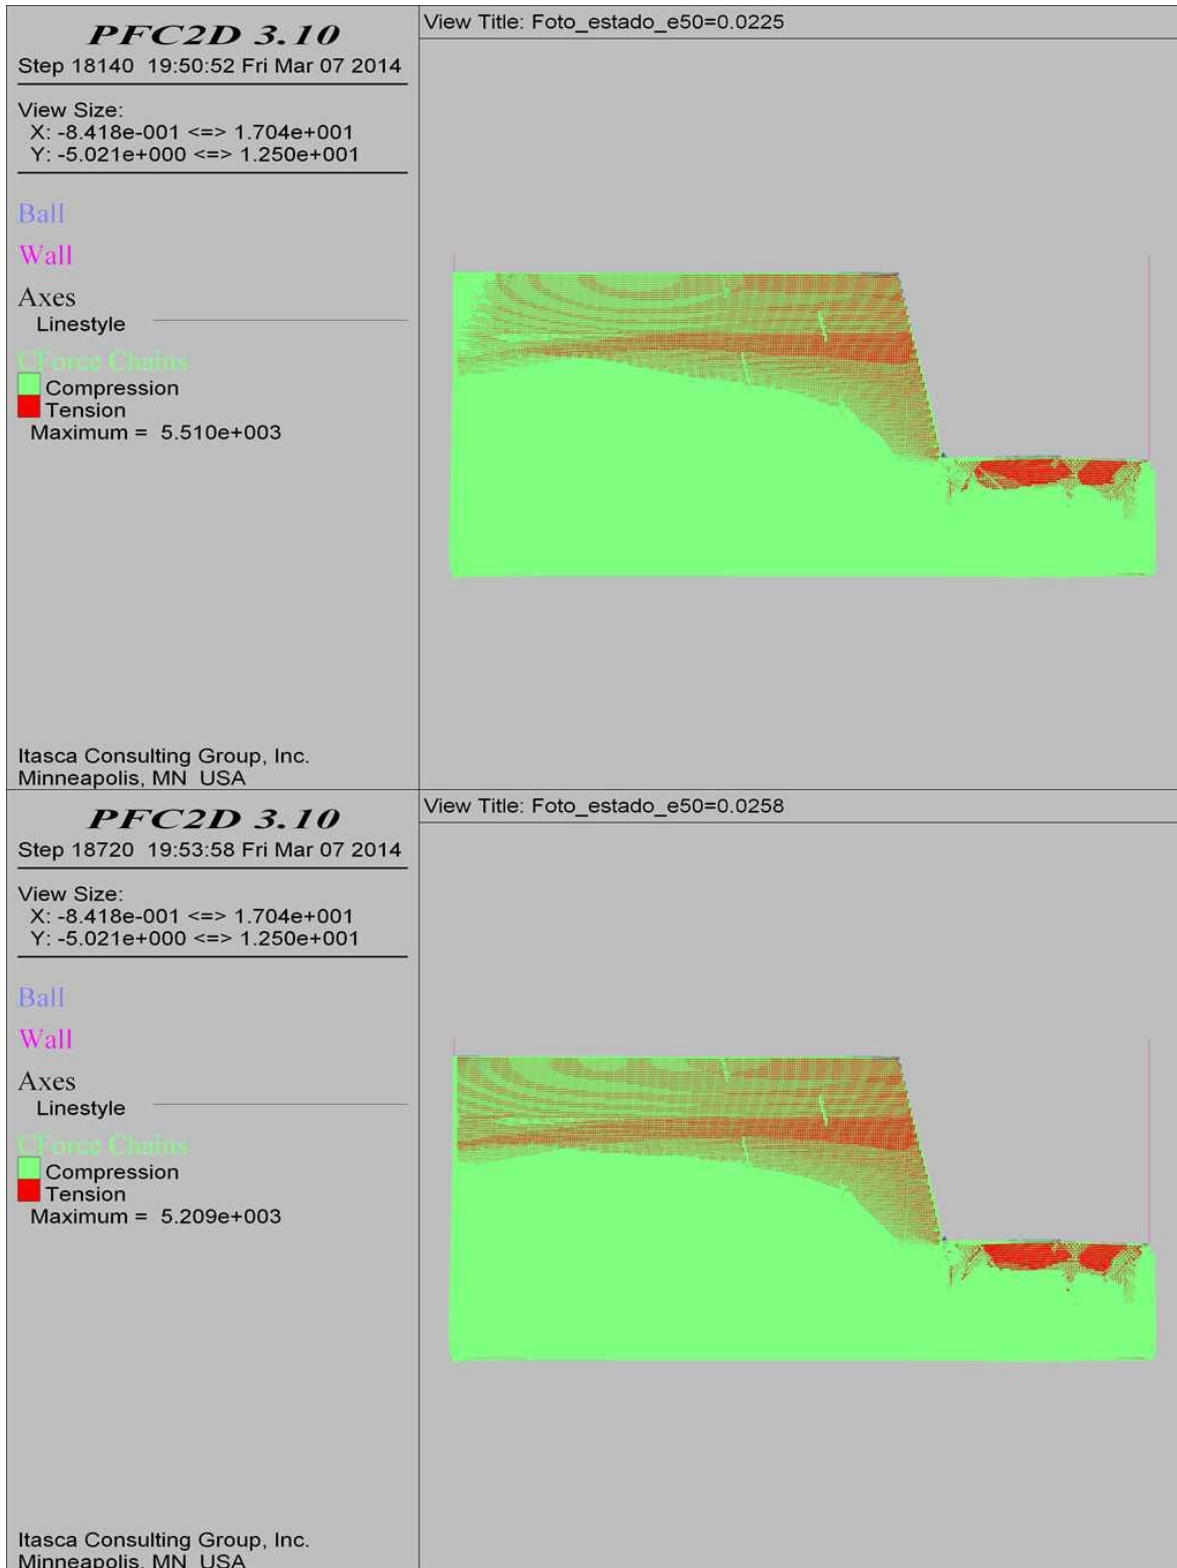 PFC2D 3.10
Step 18140 19:50:52 Fri Mar 07 2014
View Size:
X: -8.418e-001 <=> 1.704e+001
Y: -5.021e+000 <=> 1.250e+001
Ball
Wall
Axes
Linestyle
CForce Chains
Compression
Tension
Maximum = 5.510e+003
Itasca Consulting Group, Inc.
Minneapolis, MN USA
View Title: Foto_estado_e50=0.0225
PFC2D 3.10
Step 18720 19:53:58 Fri Mar 07 2014
View Size:
X: -8.418e-001 <=> 1.704e+001
Y: -5.021e+000 <=> 1.250e+001
Ball
Wall
Axes
Linestyle
CForce Chains
Compression
Tension
Maximum = 5.209e+003
Itasca Consulting Group, Inc.
Minneapolis, MN USA
View Title: Foto_estado_e50=0.0258